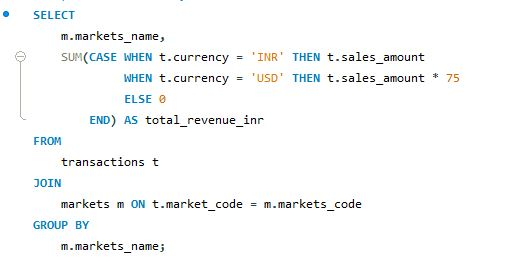 SELECT
m.markets_name,
SUM(CASE WHEN t.currency = 'INR' THEN t.sales_amount
WHEN t.currency = 'USD' THEN t.sales_amount * 75
ELSE 0
END) AS total_revenue_inr
FROM
transactions t
JOIN
markets m ON t.market_code = m.markets_code
GROUP BY
m.markets_name;